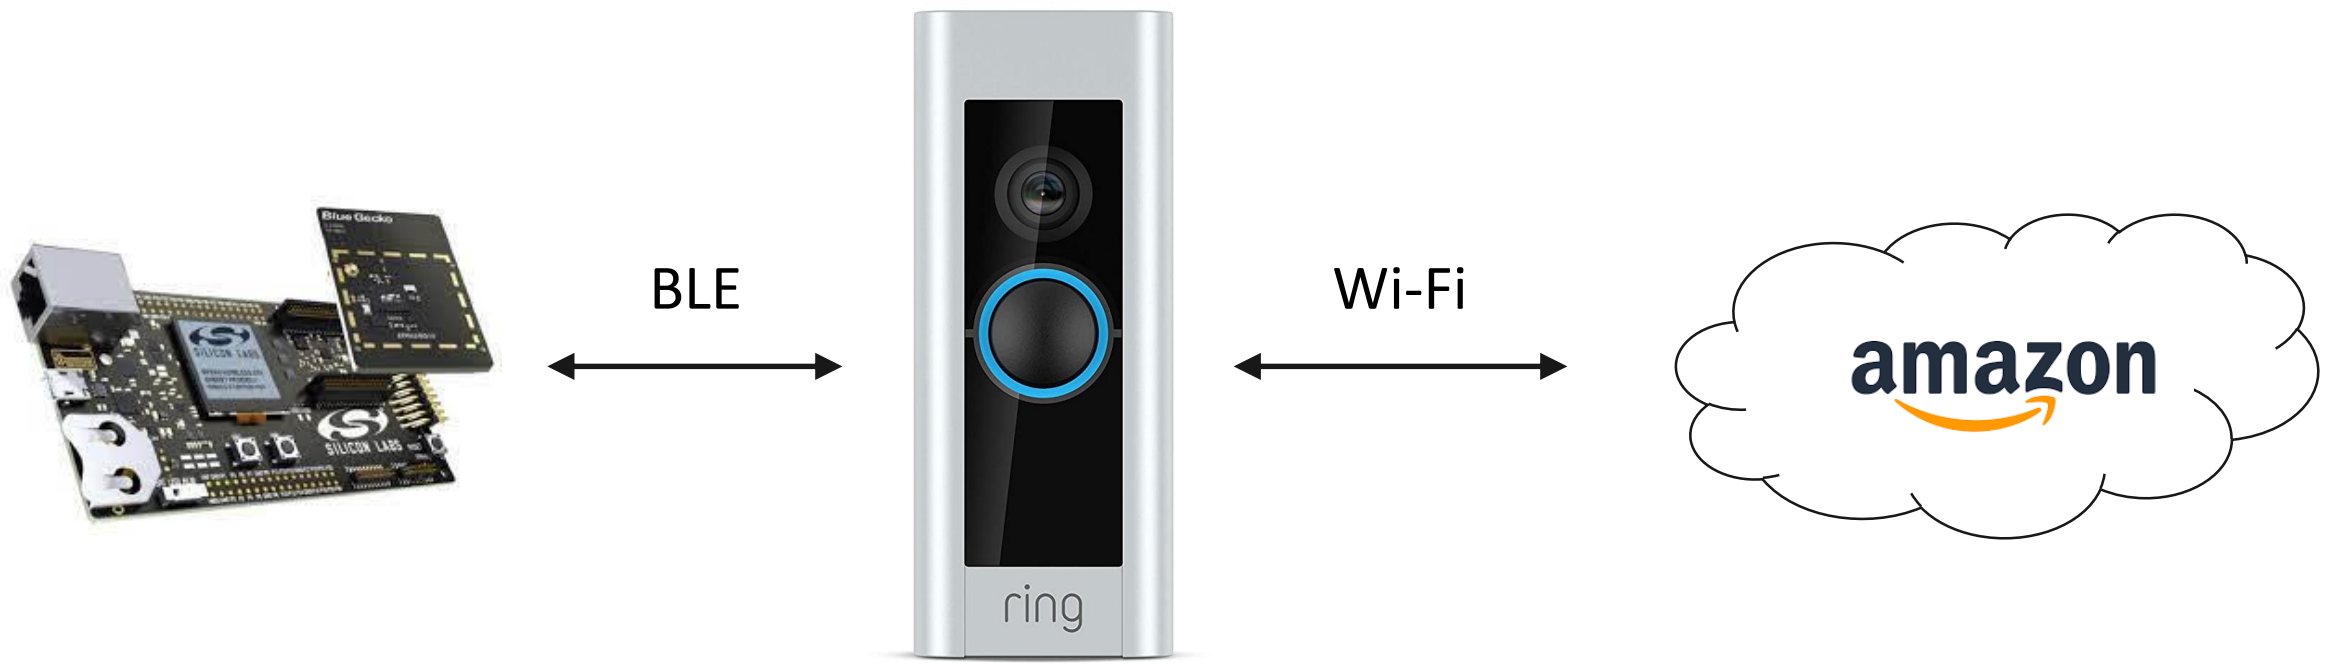 Blue Gecko
SILICON LABS
SILICON LABS
BLE
ring
Wi-Fi
amazon